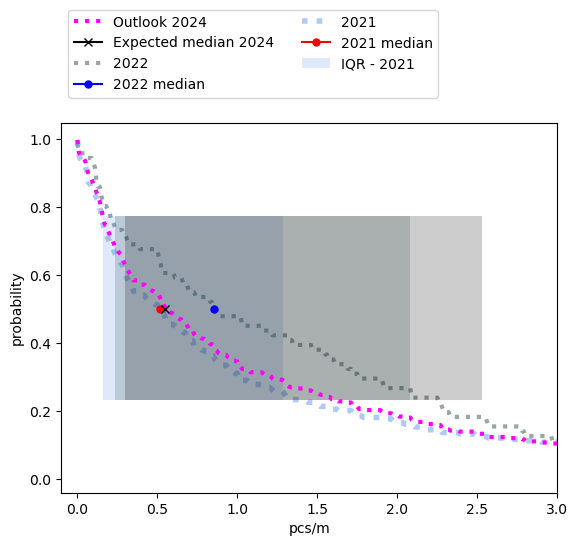 Outlook 2024
Expected median 2024
2022
2022 median
2021
2021 median
IQR - 2021
1.0
0.8
0.6
0.4
0.2
0.0
probability
0.0 0.5 1.0 1.5 2.0 2.5 3.0
pcs/m